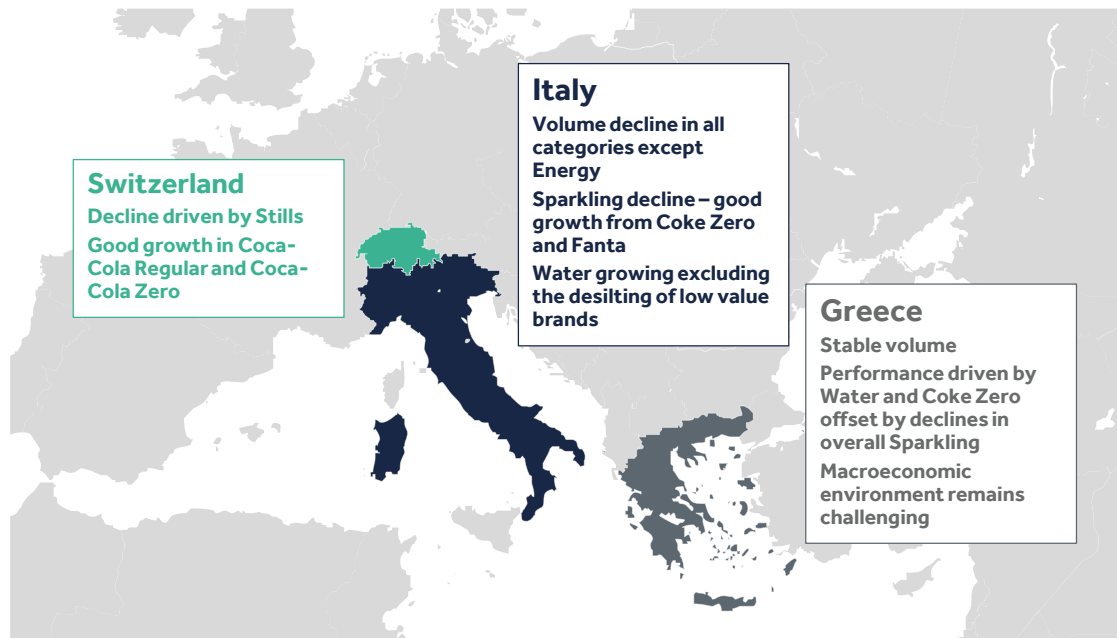 Switzerland
Decline driven by Stills
Good growth in Coca-
Cola Regular and Coca-
Cola Zero
Italy
Volume decline in all
categories except
Energy
Sparkling decline – good
growth from Coke Zero
and Fanta
Water growing excluding
the desilting of low value
brands
Greece
Stable volume
Performance driven by
Water and Coke Zero
offset by declines in
overall Sparkling
Macroeconomic
environment remains
challenging